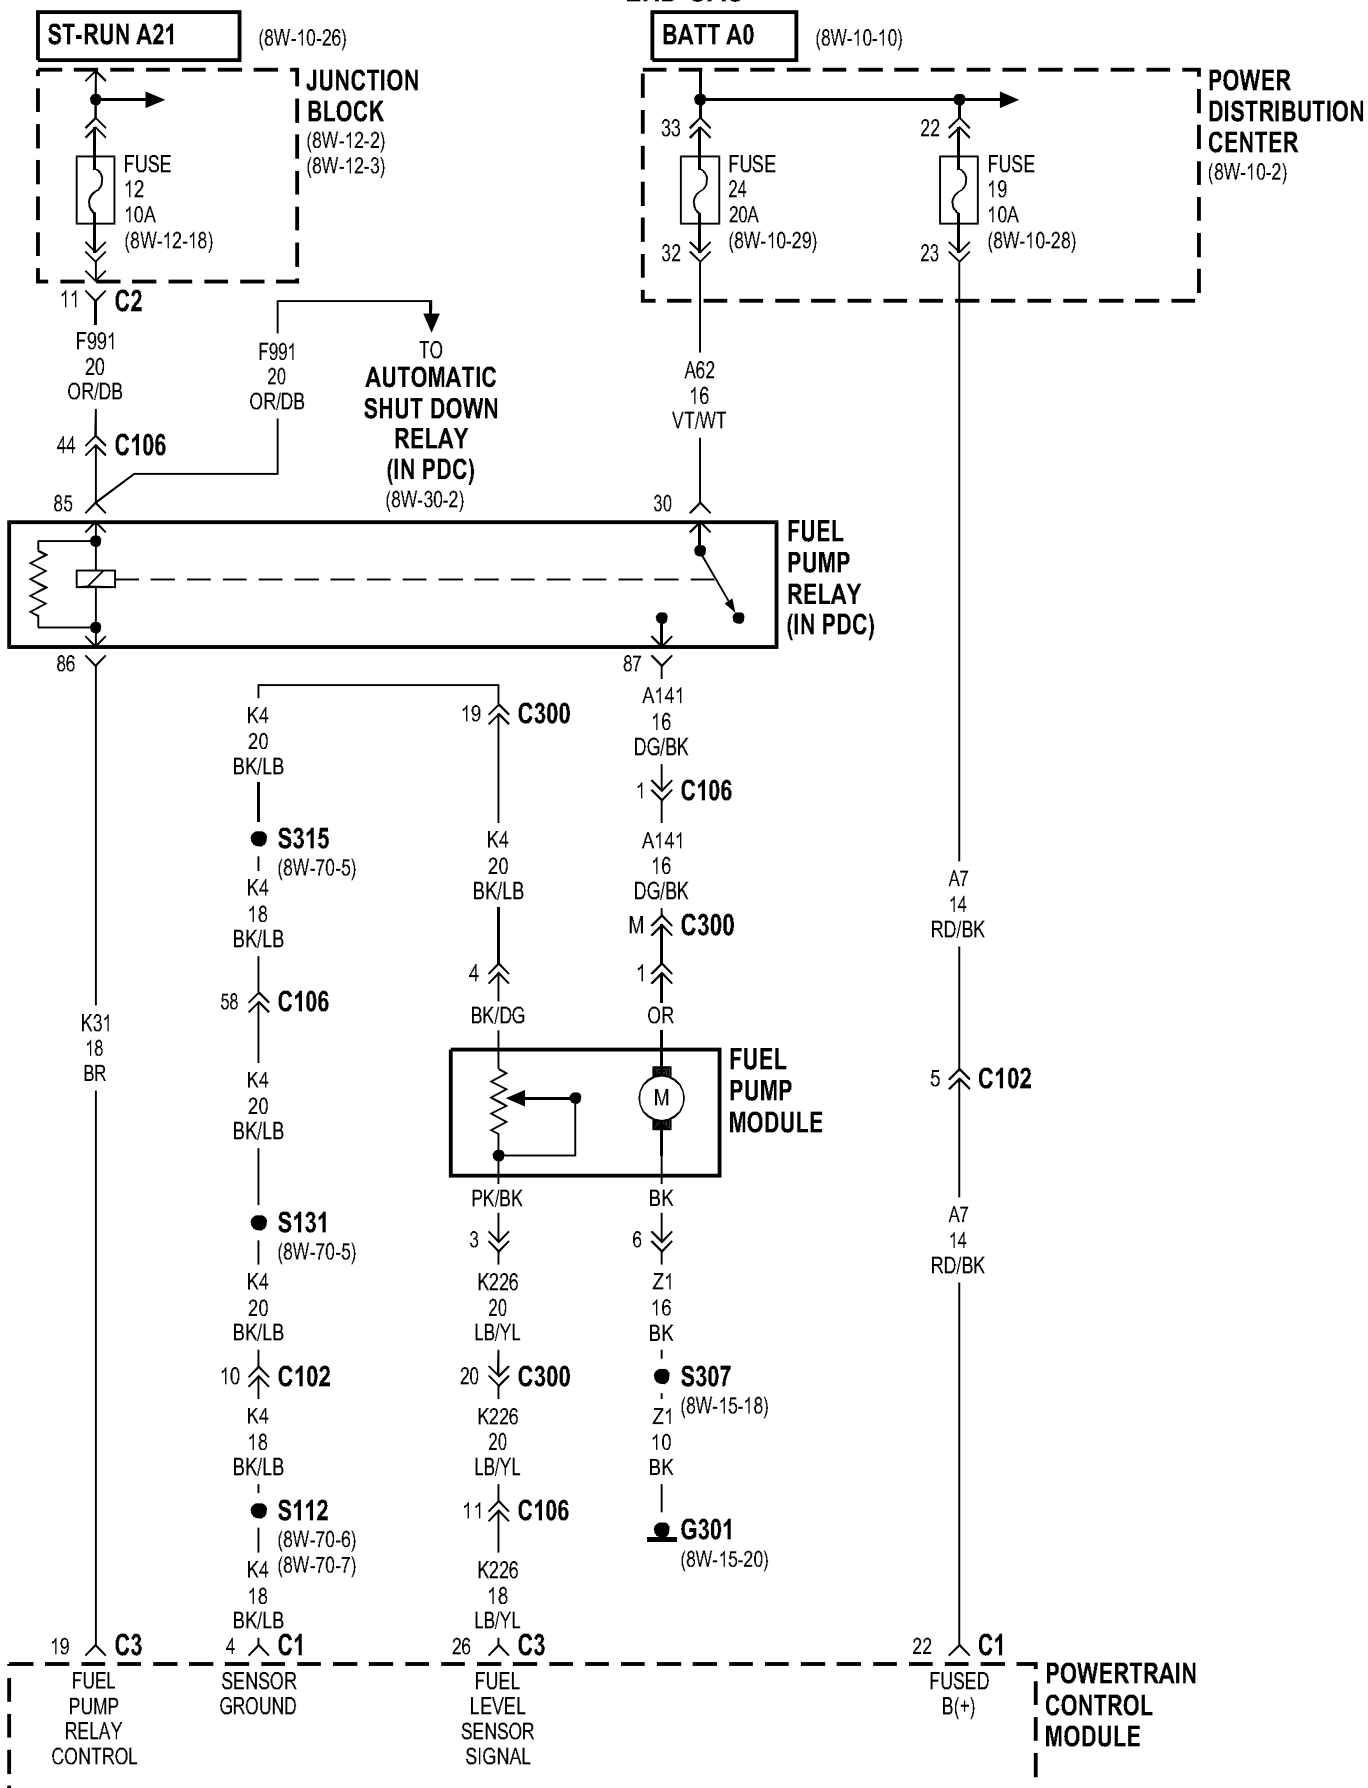 ST-RUN A21
(8W-10-26)
BATT A0
(8W-10-10)
JUNCTION
BLOCK
(8W-12-2)
(8W-12-3)
FUSE
12
10A
(8W-12-18)
33
FUSE
24
20A
(8W-10-29)
32
22
FUSE
19
10A
(8W-10-28)
23
POWER
DISTRIBUTION
CENTER
(8W-10-2)
11
C2
F991
20
OR/DB
F991
20
OR/DB
TO
AUTOMATIC
SHUT DOWN
RELAY
(IN PDC)
(8W-30-2)
A62
16
VT/WT
44
C106
85
30
FUEL
PUMP
RELAY
(IN PDC)
86
87
K4
20
BK/LB
19
C300
A141
16
DG/BK
1
C106
S315
(8W-70-5)
K4
20
BK/LB
A141
16
DG/BK
K4
18
BK/LB
A7
14
RD/BK
M
C300
4
1
58
C106
BK/DG
OR
K31
18
BR
K4
20
BK/LB
M
FUEL
PUMP
MODULE
5
C102
PK/BK
BK
S131
(8W-70-5)
3
6
A7
14
RD/BK
K4
20
BK/LB
K226
20
LB/YL
Z1
16
BK
10
C102
20
C300
S307
(8W-15-18)
K4
18
BK/LB
K226
20
LB/YL
Z1
10
BK
S112
(8W-70-6)
(8W-70-7)
11
C106
G301
(8W-15-20)
K4
18
BK/LB
K226
18
LB/YL
19
C3
4
C1
26
C3
22
C1
FUEL
PUMP
RELAY
CONTROL
SENSOR
GROUND
FUEL
LEVEL
SENSOR
SIGNAL
FUSED
B(+)
POWERTRAIN
CONTROL
MODULE